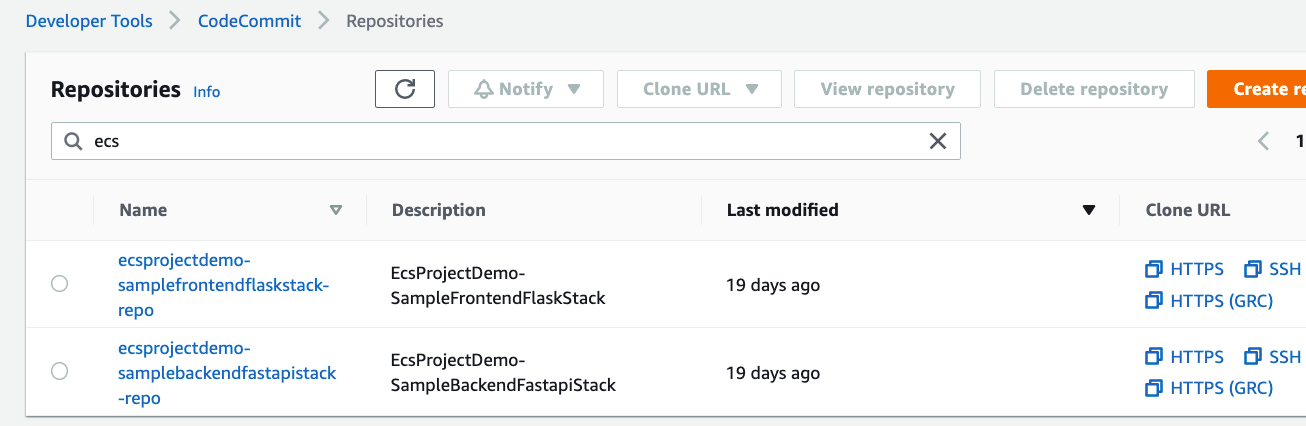 Developer Tools CodeCommit Repositories
Repositories Info Notify Clone URL View repository Delete repository Create
ecs 1
Name Description Last modified Clone URL
ecsprojectdemo-
samplefrontendflaskstack-
repo
EcsProjectDemo-
SampleFrontendFlaskStack
19 days ago
HTTPS SSH
HTTPS (GRC)
ecsprojectdemo-
samplebackendfastapistack
-repo
EcsProjectDemo-
SampleBackendFastapiStack
19 days ago
HTTPS SSH
HTTPS (GRC)